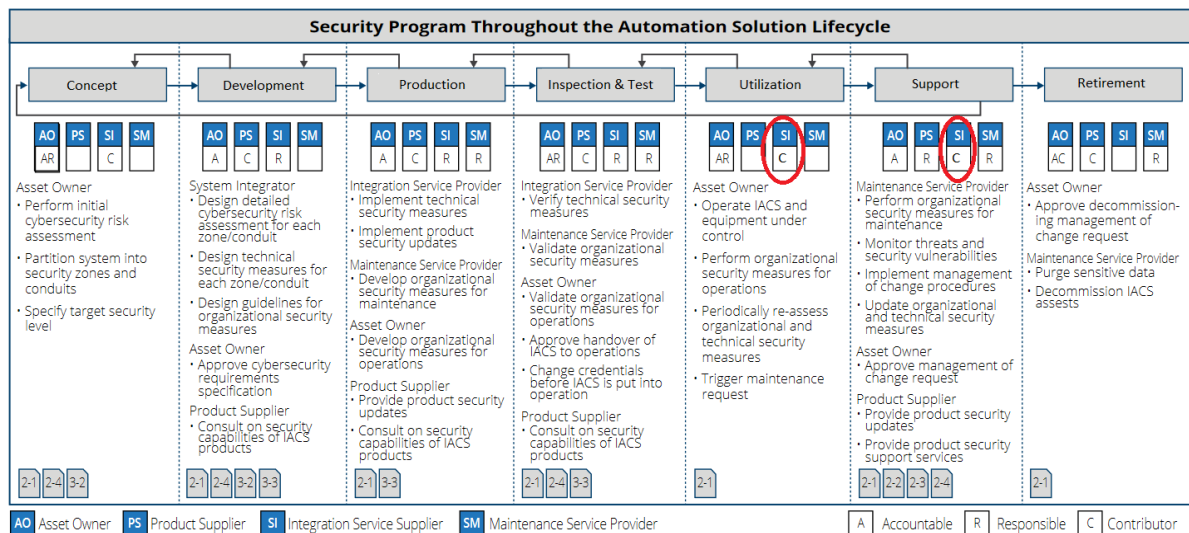 Security Program Throughout the Automation Solution Lifecycle
Concept
Development
Production
Inspection & Test
Utilization
Support
Retirement
AO PS SI SM
AR C
AO PS SI SM
A C R
AO PS SI SM
A C R R
AO PS SI SM
AR C R R
AO PS SI SM
AR C
AO PS SI SM
A R C R
AO PS SI SM
AC C R
Asset Owner
• Perform initial
cybersecurity risk
assessment
• Partition system into
security zones and
conduits
• Specify target security
level
2-1 2-4 3-2
System Integrator
• Design detailed
cybersecurity risk
assessment for each
zone/conduit
• Design technical
security measures for
each zone/conduit
• Design guidelines for
organizational security
measures
Asset Owner
• Approve cybersecurity
requirements
specification
Product Supplier
• Consult on security
capabilities of IACS
products
2-1 2-4 3-2 3-3
Integration Service Provider
• Implement technical
security measures
• Implement product
security updates
Maintenance Service Provider
• Develop organizational
security measures for
maintenance
Asset Owner
• Develop organizational
security measures for
operations
Product Supplier
• Provide product security
updates
• Consult on security
capabilities of IACS
products
2-1 3-3
Integration Service Provider
• Verify technical security
measures
Maintenance Service Provider
• Validate organizational
security measures
Asset Owner
• Validate organizational
security measures for
operations
• Approve handover of
IACS to operations
• Change credentials
before IACS is put into
operation
Product Supplier
• Consult on security
capabilities of IACS
products
2-1 2-4 3-3
Asset Owner
• Operate IACS and
equipment under
control
• Perform organizational
security measures for
operations
• Periodically re-assess
organizational and
technical security
measures
• Trigger maintenance
request
2-1
Maintenance Service Provider
• Perform organizational
security measures for
maintenance
• Monitor threats and
security vulnerabilities
• Implement management
of change procedures
• Update organizational
and technical security
measures
Asset Owner
• Approve management of
change request
Product Supplier
• Provide product security
updates
• Provide product security
support services
2-1 2-2 2-3 2-4
Asset Owner
• Approve decommission-
ing management of
change request
Maintenance Service Provider
• Purge sensitive data
• Decommission IACS
assests
2-1
AO Asset Owner PS Product Supplier SI Integration Service Supplier SM Maintenance Service Provider A Accountable R Responsible C Contributor